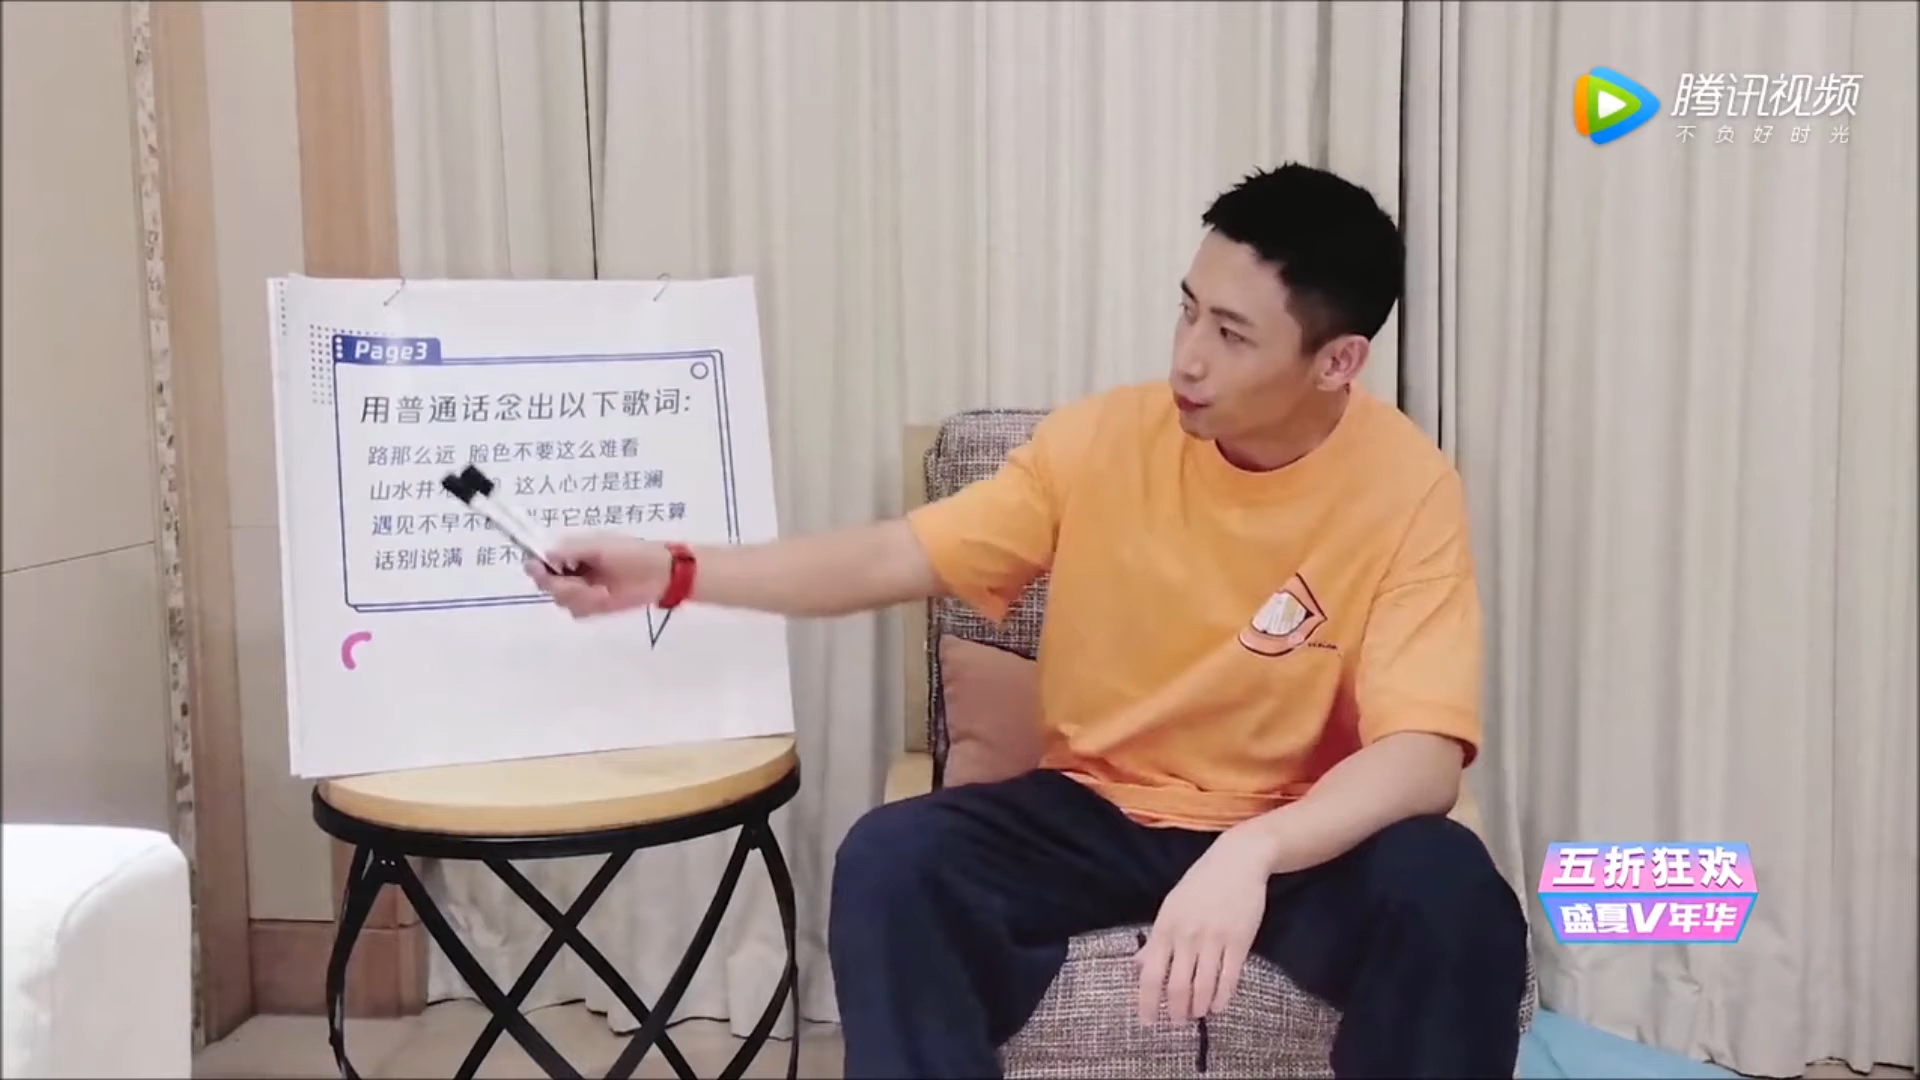 腾讯视频
不负好时光
Page3
用普通话念出以下歌词:
路那么远 脸色不要这么难看
山水井 这人心才是狂澜
遇见不早不 乎它总是有天算
话别说满 能不
五折狂欢
盛夏V年华